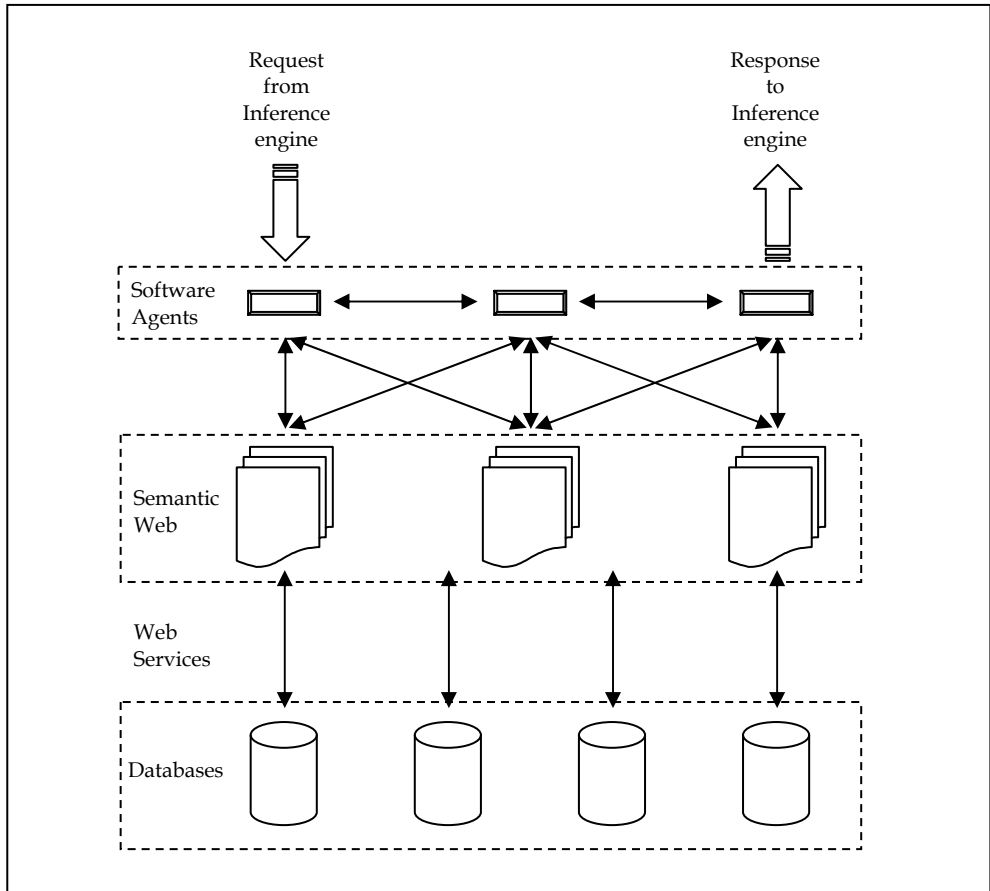 Request
from
Inference
engine
Response
to
Inference
engine
Software
Agents
Semantic
Web
Web
Services
Databases